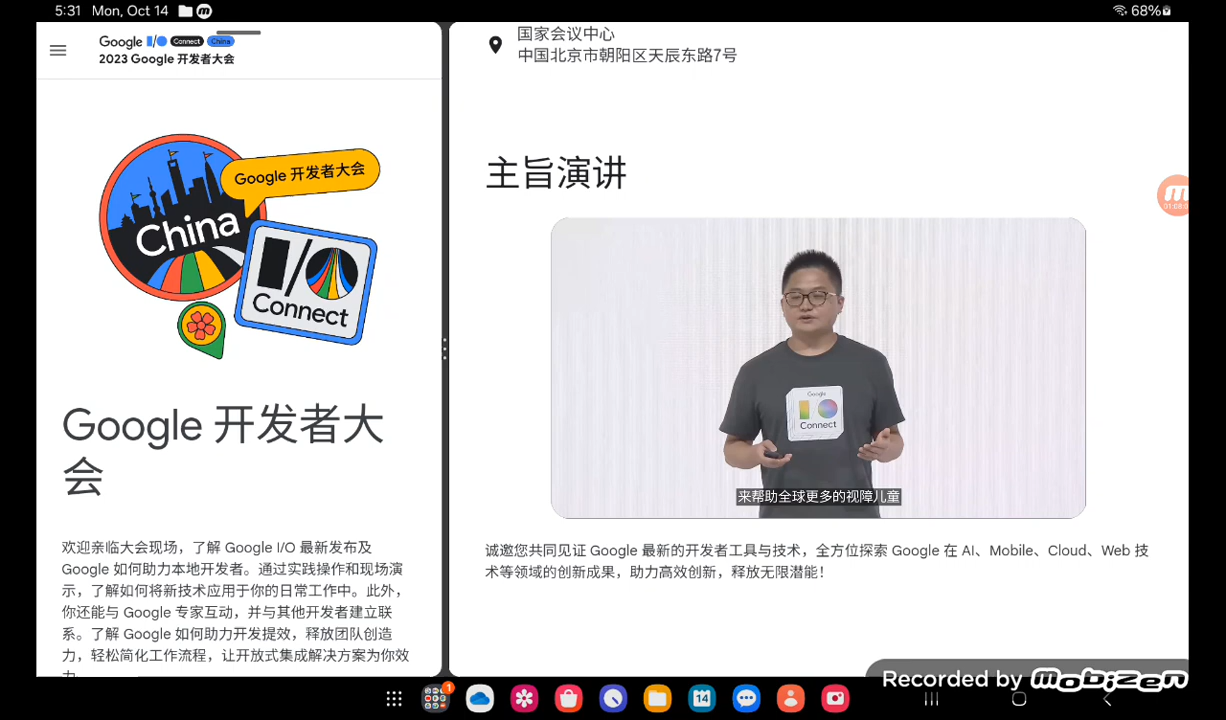 5:31 Mon, Oct 14
68%
Google I/O Connect China
2023 Google 开发者大会
Google 开发者大会
China
I/O
Connect
Google 开发者大
会
欢迎亲临大会现场，了解 Google I/O 最新发布及
Google 如何助力本地开发者。通过实践操作和现场演
示，了解如何将新技术应用于你的日常工作中。此外，
你还能与 Google 专家互动，并与其他开发者建立联
系。了解 Google 如何助力开发提效，释放团队创造
力，轻松简化工作流程，让开放式集成解决方案为你效
力。
国家会议中心
中国北京市朝阳区天辰东路7号
主旨演讲
Google
I/O
Connect
来帮助全球更多的视障儿童
诚邀您共同见证 Google 最新的开发者工具与技术，全方位探索 Google 在 AI、Mobile、Cloud、Web 技
术等领域的创新成果，助力高效创新，释放无限潜能！
1
14
Recorded by mobizen